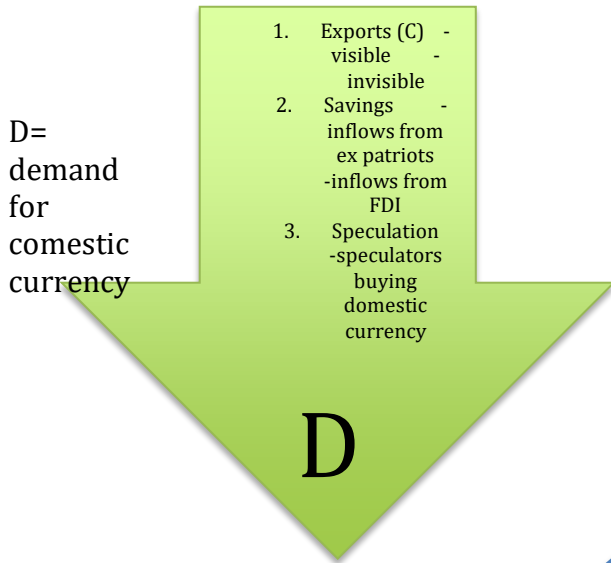 D=
demand
for
comestic
currency
1. Exports (C) -
visible -
invisible
2. Savings -
inflows from
ex patriots
-inflows from
FDI
3. Speculation
-speculators
buying
domestic
currency
D